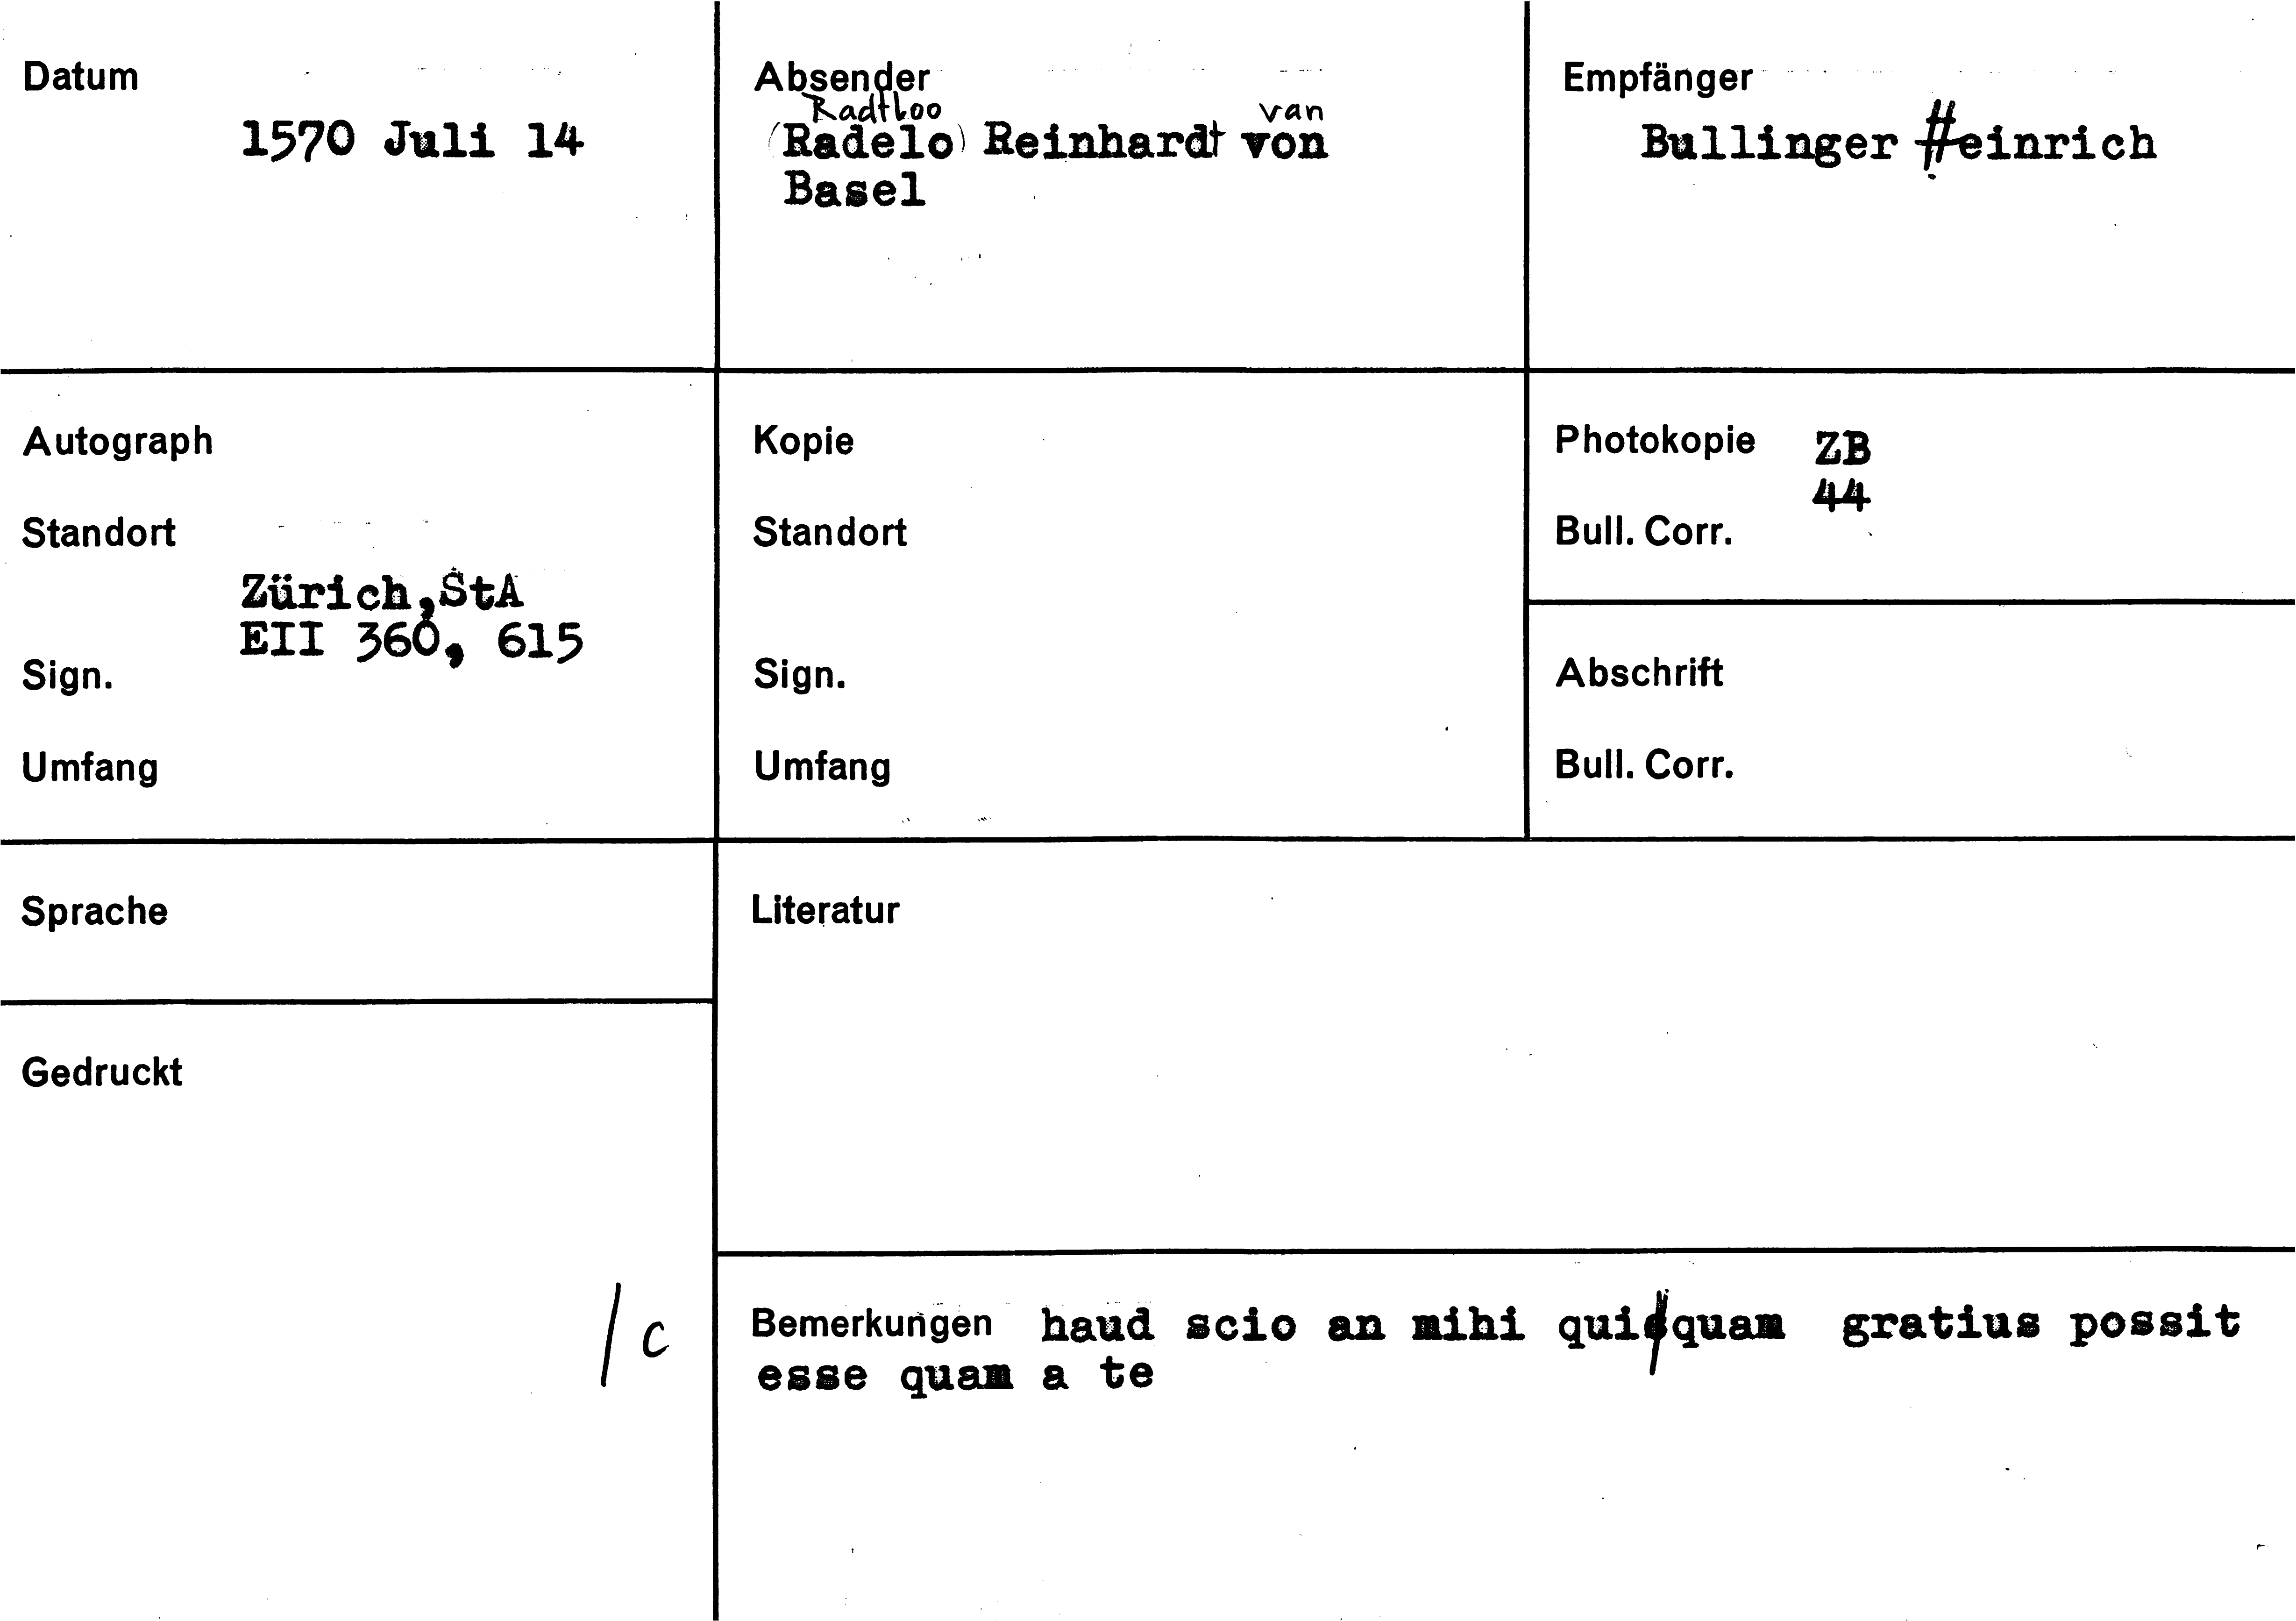 Datum
1570 Juli 14
Absender
Radtloo van
(Radelo) Reinhardt von
Basel
Empfänger
Bullinger Heinrich
Autograph
Standort
Zürich,StA
EII 360, 615
Sign.
Umfang
Kopie
Standort
Sign.
Umfang
Photokopie ZB
44
Bull. Corr.
Abschrift
Bull. Corr.
Sprache
Literatur
Gedruckt
/c
Bemerkungen haud scio an mihi quicquam gratius possit
esse quam a te